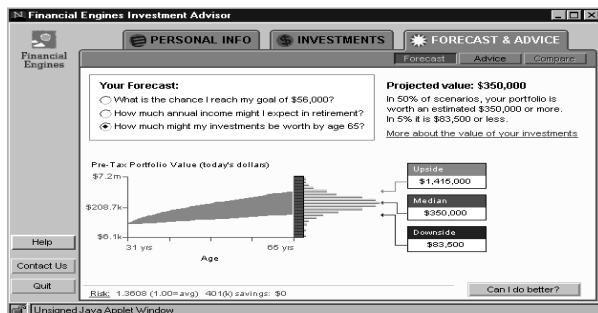 Financial Engines Investment Advisor
Financial
Engines
PERSONAL INFO
INVESTMENTS
FORECAST & ADVICE
Forecast
Advice
Compare
Your Forecast:
What is the chance I reach my goal of $56,000?
How much annual income might I expect in retirement?
How much might my investments be worth by age 65?
Projected value: $350,000
In 50% of scenarios, your portfolio is
worth an estimated $350,000 or more.
In 5% it is $83,500 or less.
More about the value of your investments
Pre-Tax Portfolio Value (today's dollars)
$7.2m
$208.7k
$6.1k
31 yrs
65 yrs
Age
Upside
$1,415,000
Median
$350,000
Downside
$83,500
Help
Contact Us
Quit
Risk: 1.3608 (1.00=avg) 401(k) savings: $0
Can I do better?
Unsigned Java Applet Window